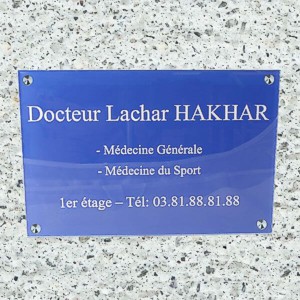 Docteur Lachar HAKHAR
- Médecine Générale
- Médecine du Sport
1er étage – Tél: 03.81.88.81.88